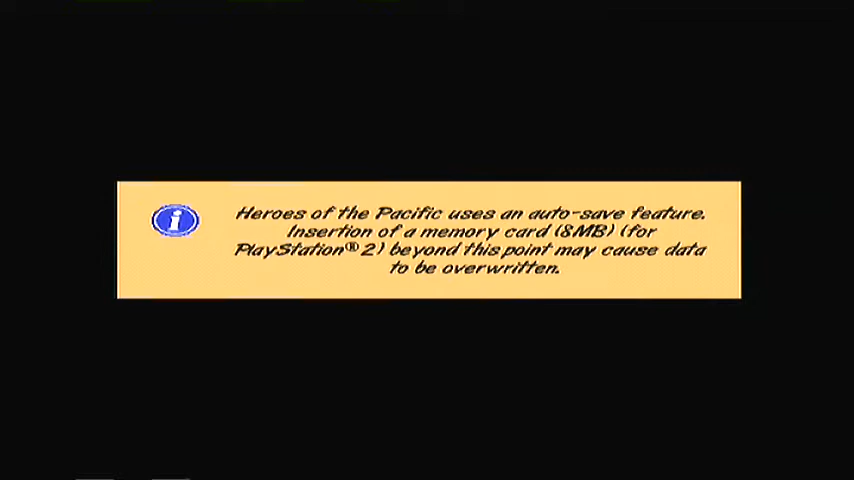 Heroes of the Pacific uses an auto-save feature.
Insertion of a memory card (8MB) (for
PlayStation®2) beyond this point may cause data
to be overwritten.